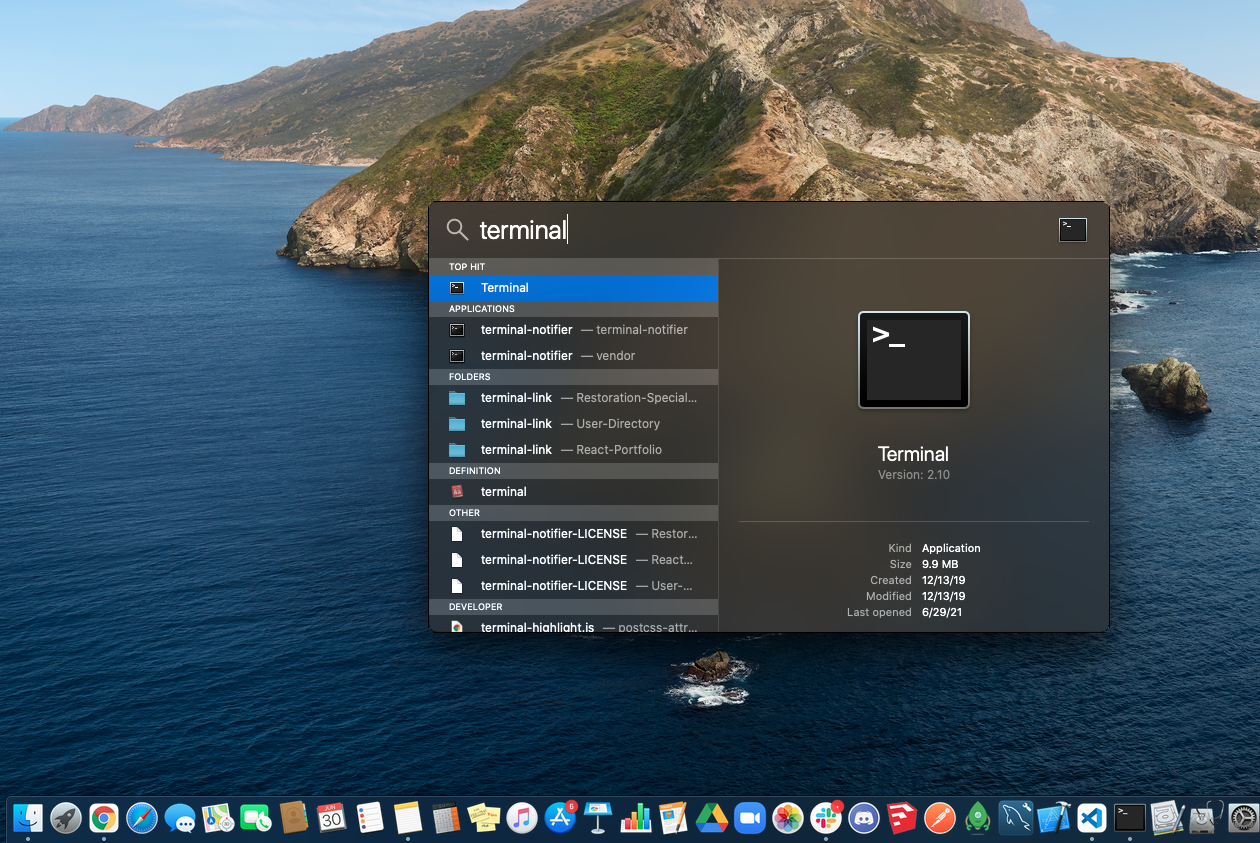 terminal
TOP HIT
Terminal
APPLICATIONS
terminal-notifier — terminal-notifier
terminal-notifier — vendor
FOLDERS
terminal-link — Restoration-Special...
terminal-link — User-Directory
terminal-link — React-Portfolio
DEFINITION
terminal
OTHER
terminal-notifier-LICENSE — Restor...
terminal-notifier-LICENSE — React...
terminal-notifier-LICENSE — User-...
DEVELOPER
terminal-highlight.js — postcss-attr...
>_
Terminal
Version: 2.10
Kind Application
Size 9.9 MB
Created 12/13/19
Modified 12/13/19
Last opened 6/29/21
JUN
30
6